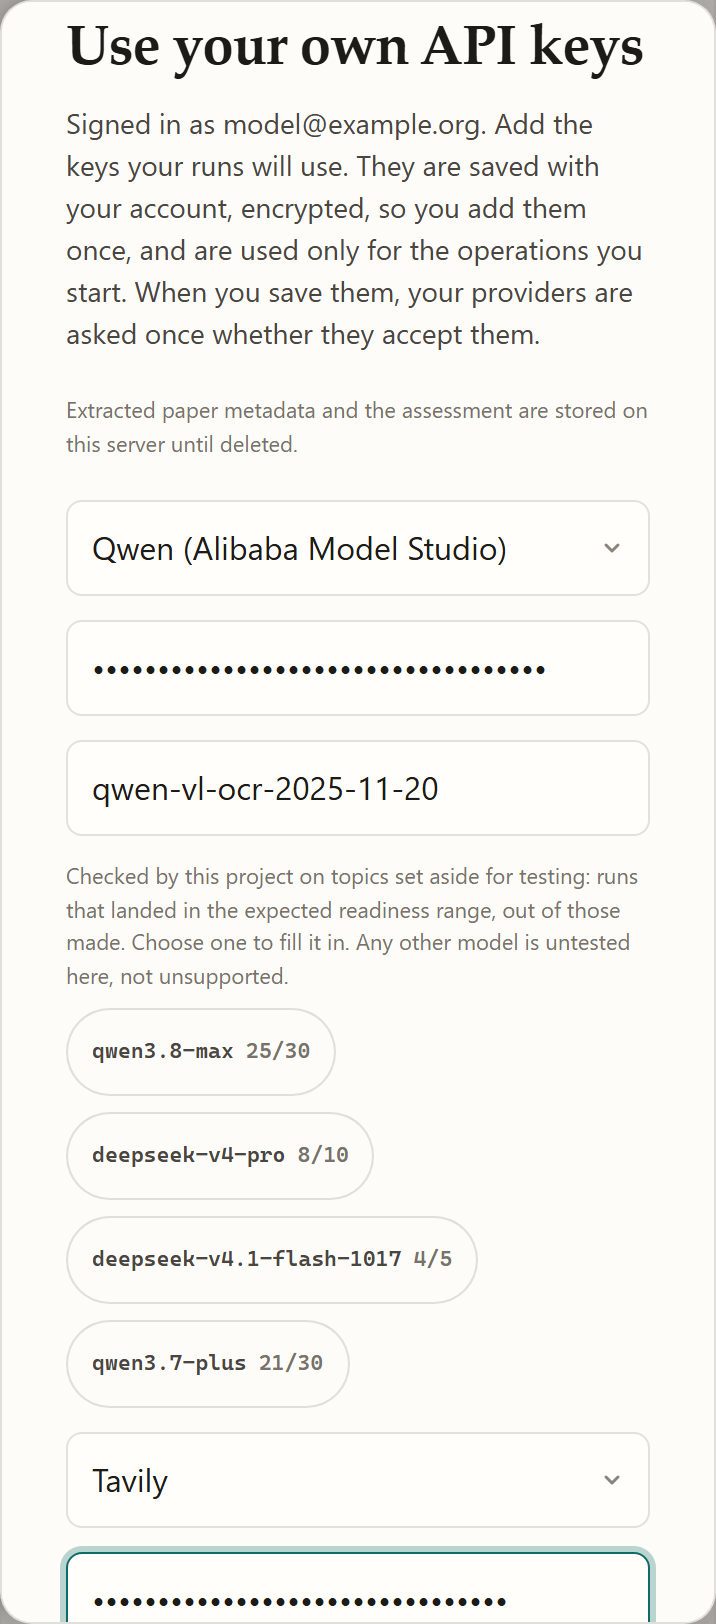 Use your own API keys
Signed in as model@example.org. Add the
keys your runs will use. They are saved with
your account, encrypted, so you add them
once, and are used only for the operations you
start. When you save them, your providers are
asked once whether they accept them.
Extracted paper metadata and the assessment are stored on
this server until deleted.
Qwen (Alibaba Model Studio)
•••••••••••••••••••••••••••••••••••
qwen-vl-ocr-2025-11-20
Checked by this project on topics set aside for testing: runs
that landed in the expected readiness range, out of those
made. Choose one to fill it in. Any other model is untested
here, not unsupported.
qwen3.8-max 25/30
deepseek-v4-pro 8/10
deepseek-v4.1-flash-1017 4/5
qwen3.7-plus 21/30
Tavily
••••••••••••••••••••••••••••••••